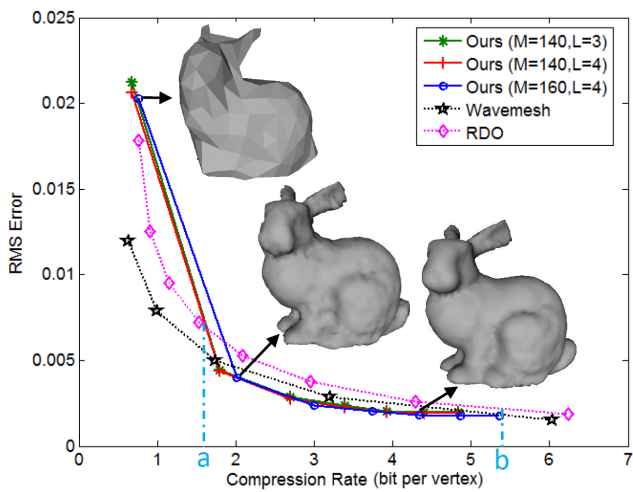 0.025
0.02
0.015
0.01
0.005
0
RMS Error
Ours (M=140,L=3)
Ours (M=140,L=4)
Ours (M=160,L=4)
Wavemesh
RDO
a
b
0 1 2 3 4 5 6 7
Compression Rate (bit per vertex)